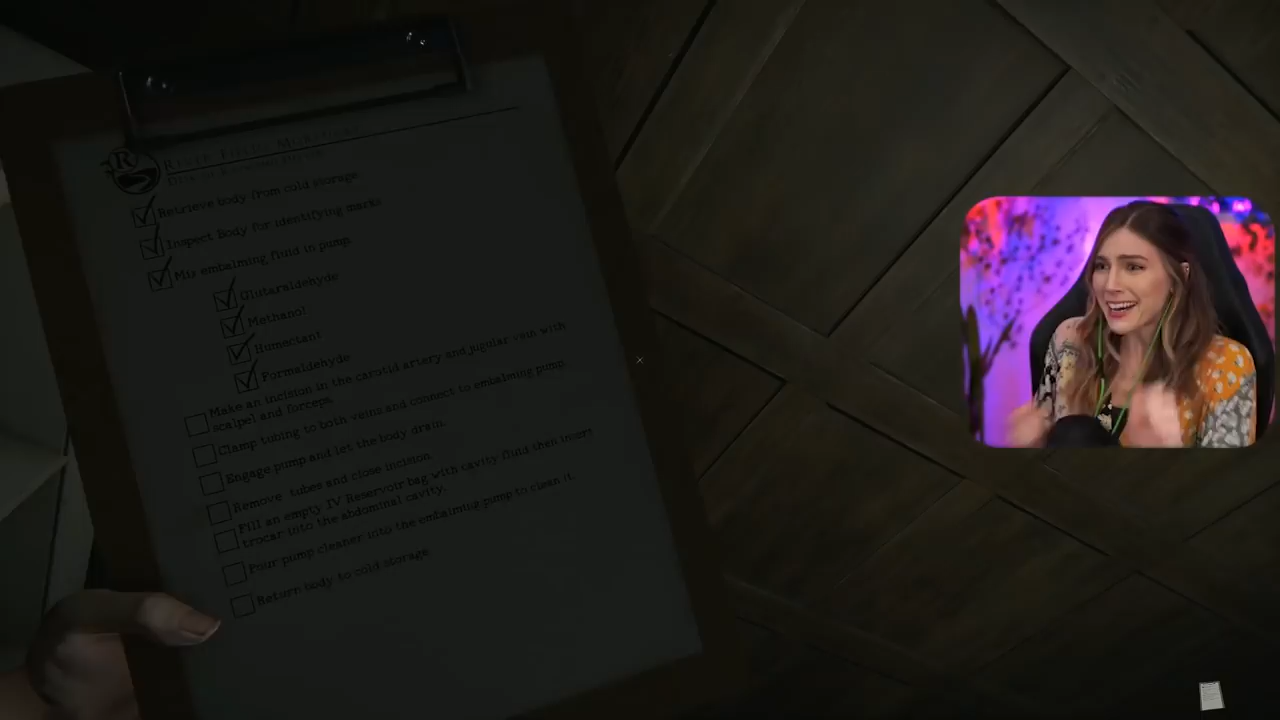 R
RIVER FIELDS MORTUARY
Retrieve body from cold storage
Inspect Body for identifying marks
Mix embalming fluid in pump
Glutaraldehyde
Methanol
Humectant
Formaldehyde
Make an incision in the carotid artery and jugular vein with
scalpel and forceps.
Clamp tubing to both veins and connect to embalming pump.
Engage pump and let the body drain.
Remove tubes and close incision.
Fill an empty IV Reservoir bag with cavity fluid then insert
trocar into the abdominal cavity.
Pour pump cleaner into the embalming pump to clean it.
Return body to cold storage